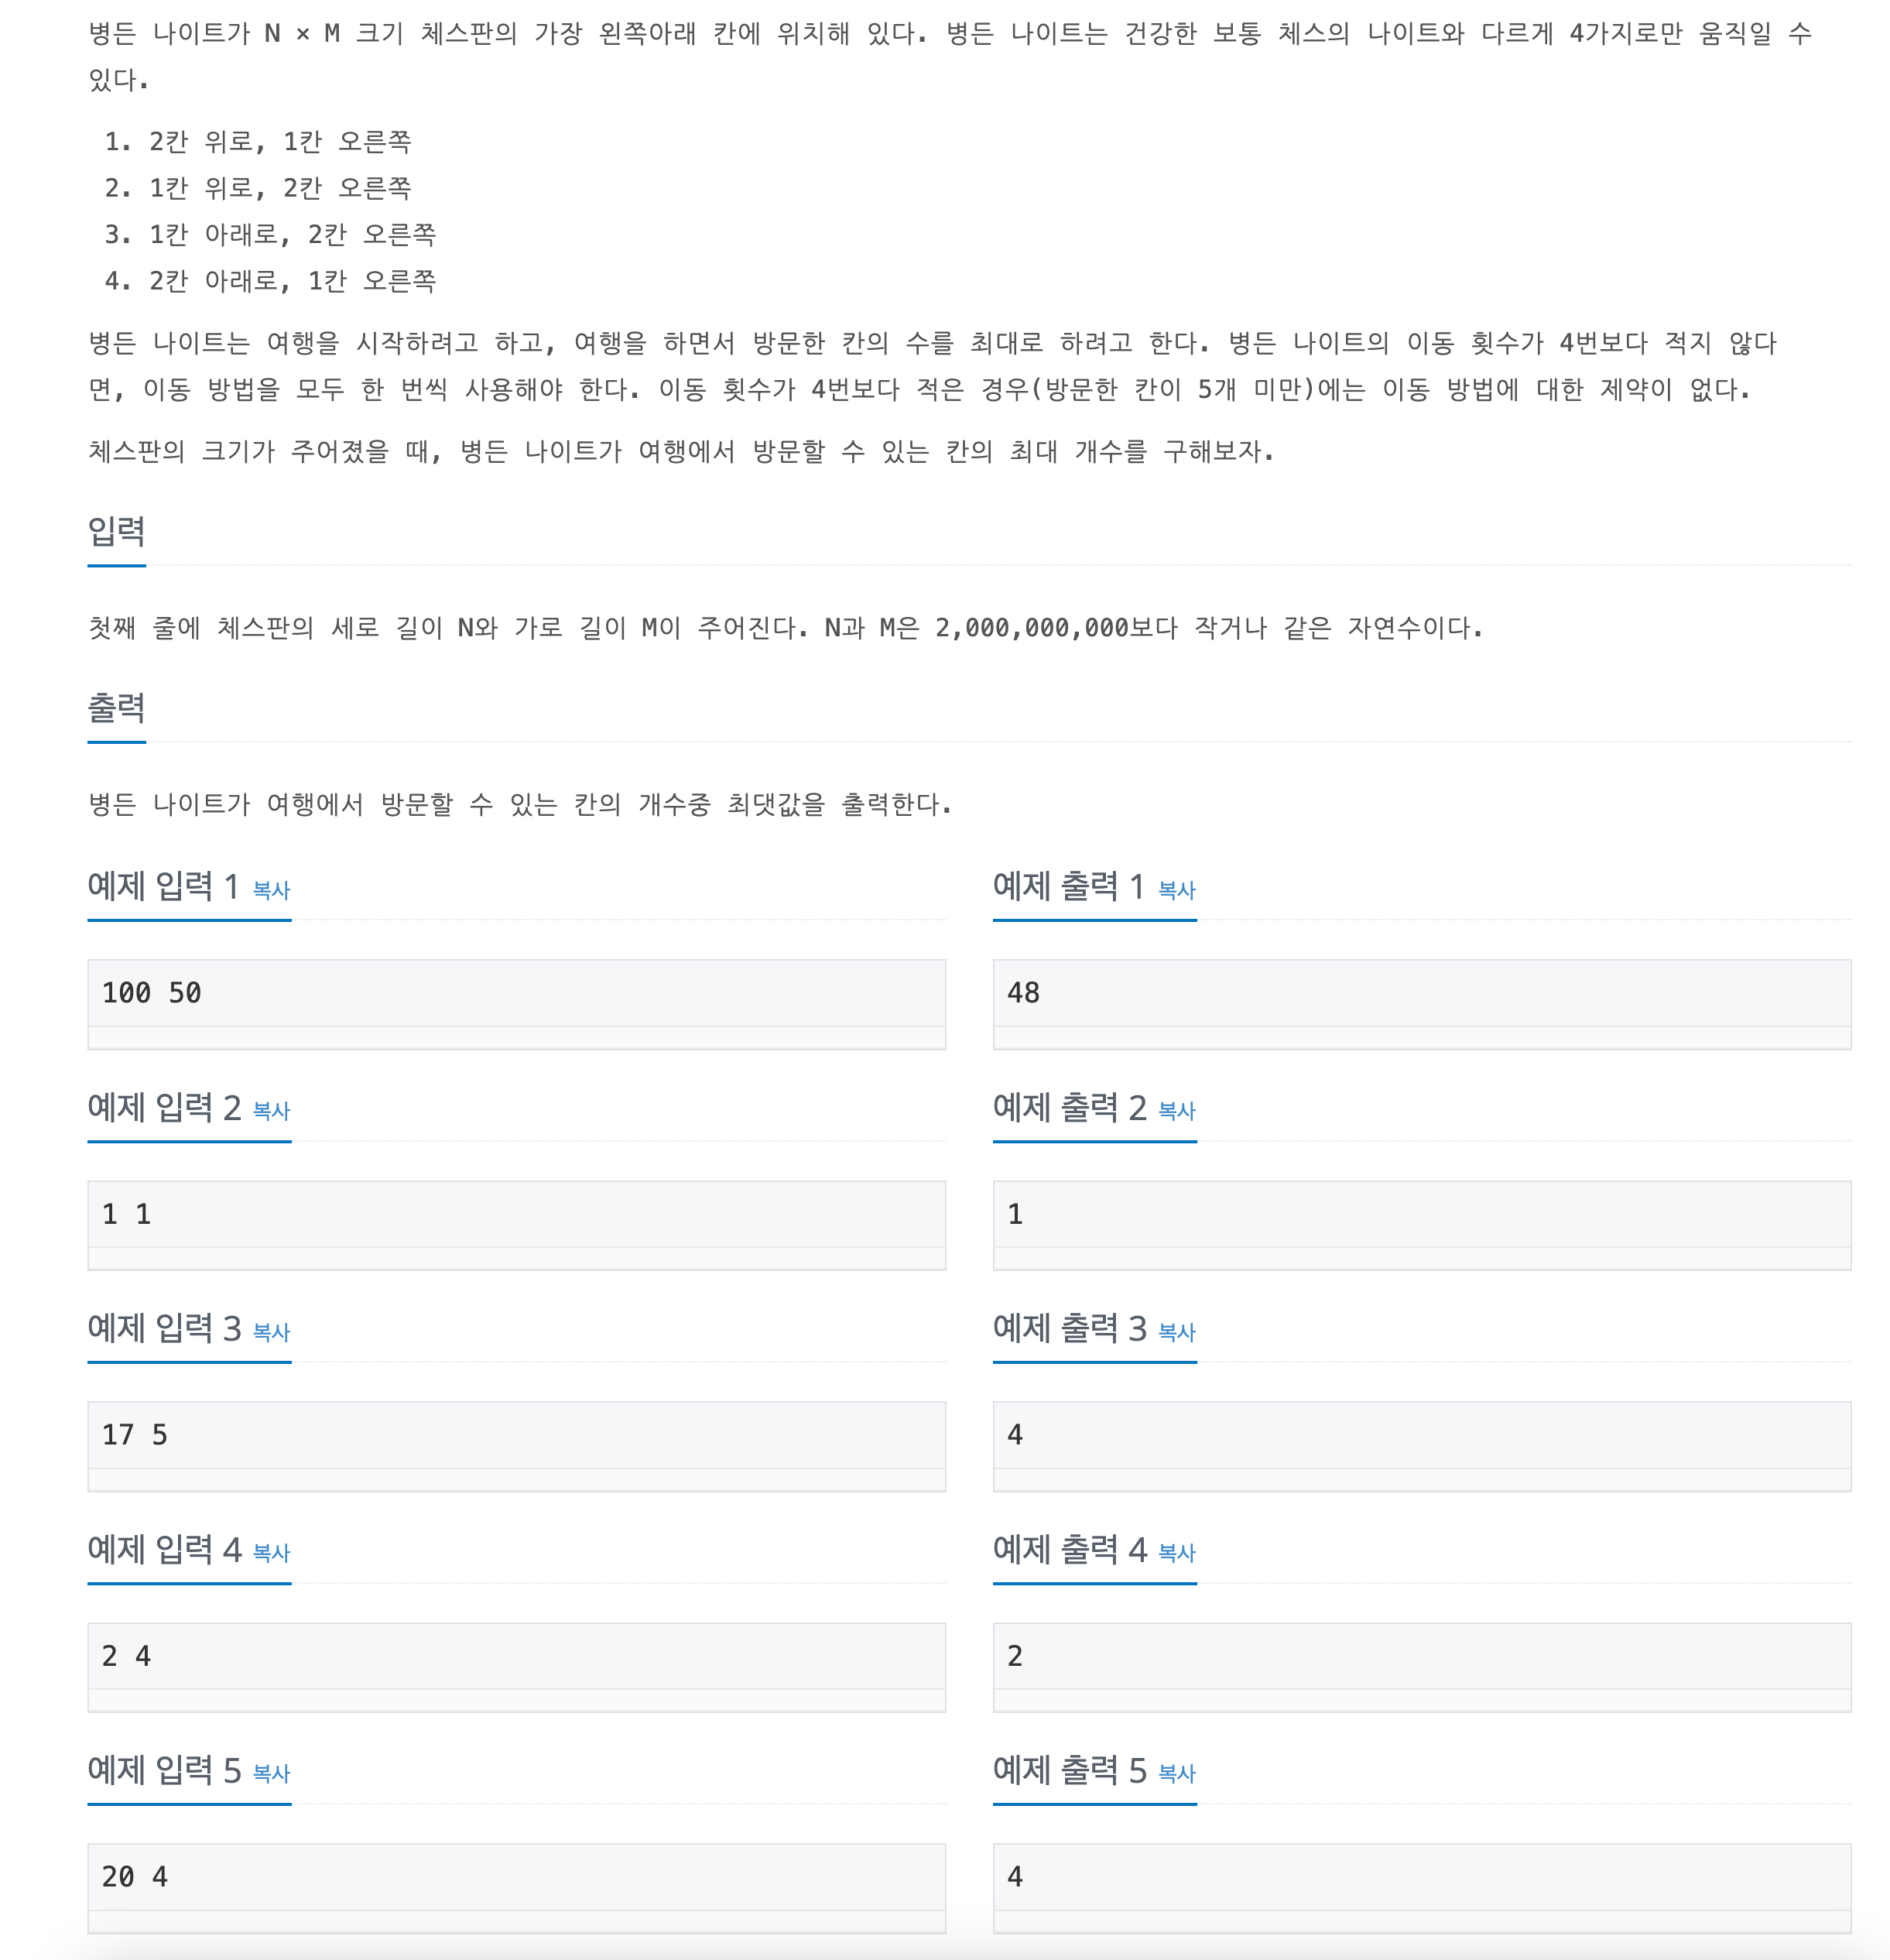 병든 나이트가 N × M 크기 체스판의 가장 왼쪽아래 칸에 위치해 있다. 병든 나이트는 건강한 보통 체스의 나이트와 다르게 4가지로만 움직일 수
있다.
1. 2칸 위로, 1칸 오른쪽
2. 1칸 위로, 2칸 오른쪽
3. 1칸 아래로, 2칸 오른쪽
4. 2칸 아래로, 1칸 오른쪽
병든 나이트는 여행을 시작하려고 하고, 여행을 하면서 방문한 칸의 수를 최대로 하려고 한다. 병든 나이트의 이동 횟수가 4번보다 적지 않다
면, 이동 방법을 모두 한 번씩 사용해야 한다. 이동 횟수가 4번보다 적은 경우(방문한 칸이 5개 미만)에는 이동 방법에 대한 제약이 없다.
체스판의 크기가 주어졌을 때, 병든 나이트가 여행에서 방문할 수 있는 칸의 최대 개수를 구해보자.
입력
첫째 줄에 체스판의 세로 길이 N와 가로 길이 M이 주어진다. N과 M은 2,000,000,000보다 작거나 같은 자연수이다.
출력
병든 나이트가 여행에서 방문할 수 있는 칸의 개수중 최댓값을 출력한다.
예제 입력 1 복사
예제 출력 1 복사
100 50
48
예제 입력 2 복사
예제 출력 2 복사
1 1
1
예제 입력 3 복사
예제 출력 3 복사
17 5
4
예제 입력 4 복사
예제 출력 4 복사
2 4
2
예제 입력 5 복사
예제 출력 5 복사
20 4
4